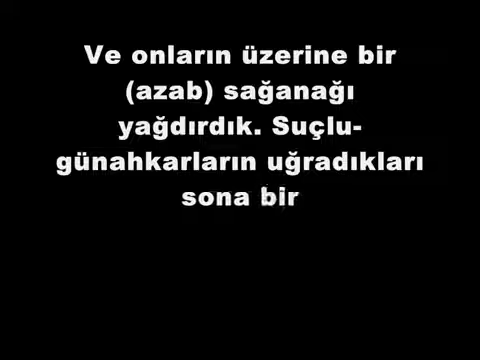 Ve onların üzerine bir
(azab) sağanağı
yağdırdık. Suçlu-
günahkarların uğradıkları
sona bir